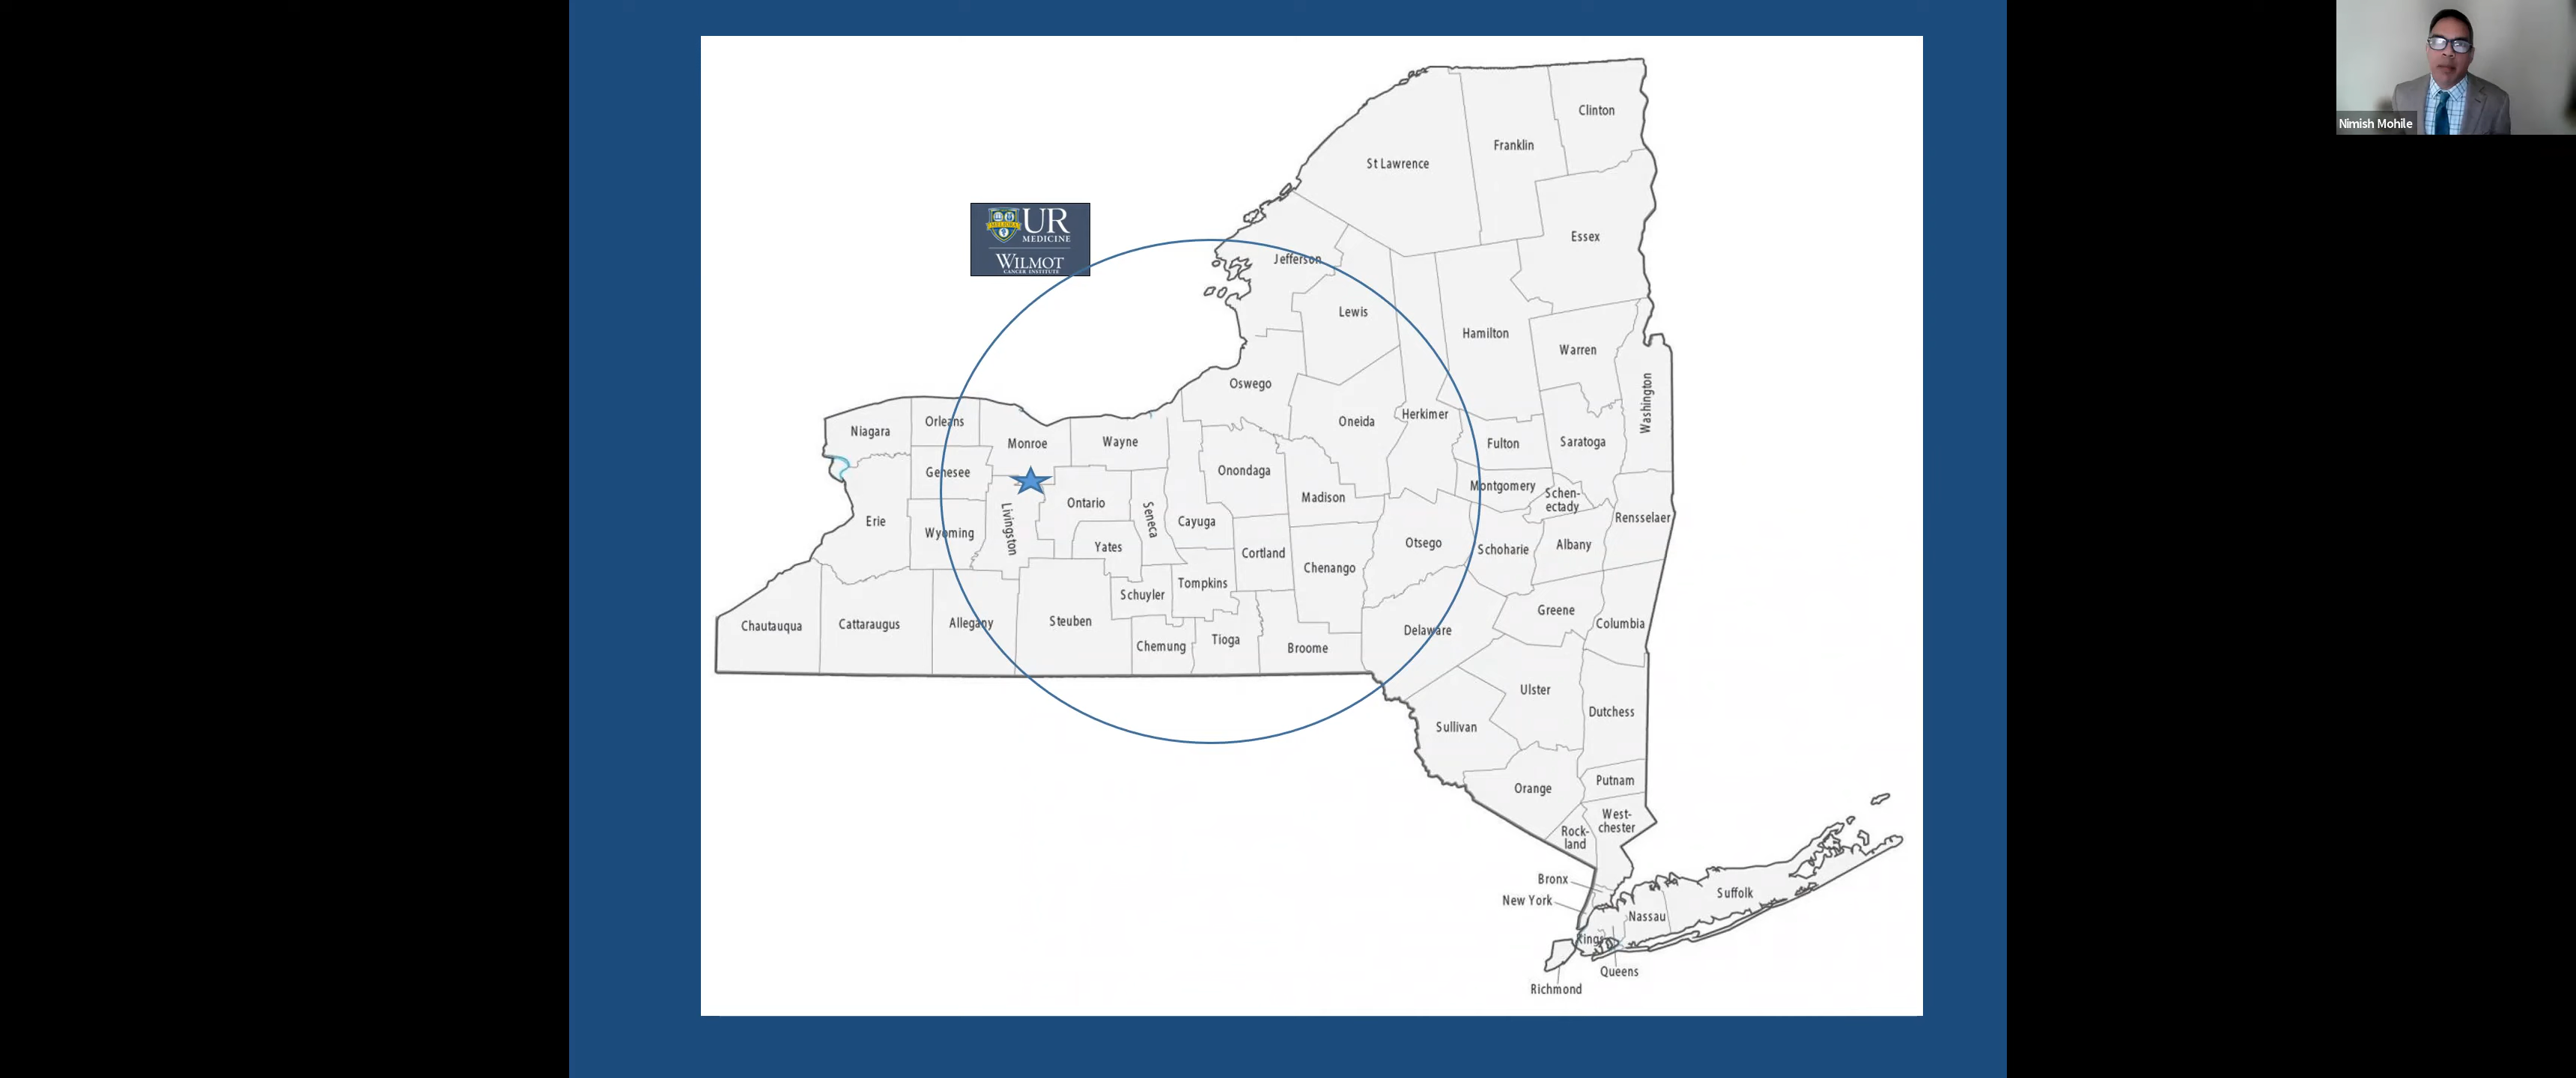 Clinton
Franklin
St Lawrence
Essex
MELIORA
UR
MEDICINE
WILMOT
CANCER INSTITUTE
Jefferson
Lewis
Hamilton
Warren
Washington
Oswego
Oneida
Herkimer
Fulton
Saratoga
Niagara
Orleans
Monroe
Wayne
Genesee
Onondaga
Montgomery
Schen-
ectady
Madison
Ontario
Livingston
Seneca
Cayuga
Rensselaer
Erie
Wyoming
Yates
Cortland
Chenango
Otsego
Schoharie
Albany
Tompkins
Schuyler
Greene
Columbia
Chautauqua
Cattaraugus
Allegany
Steuben
Chemung
Tioga
Broome
Delaware
Ulster
Dutchess
Sullivan
Orange
Putnam
West-
chester
Rock-
land
Bronx
New York
Suffolk
Nassau
Kings
Queens
Richmond
Nimish Mohile